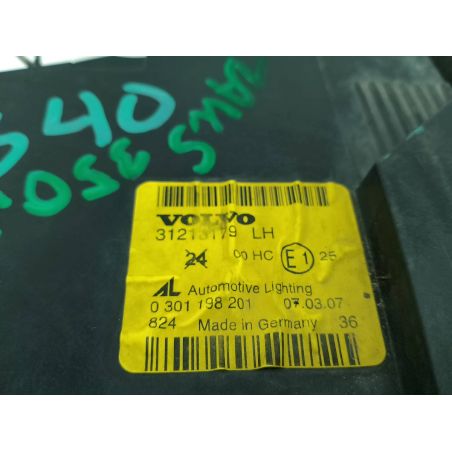 S40
VOLVO
31213179 LH
24 00 HC E1 25
AL Automotive Lighting
0 301 198 201 07.03.07
824 Made in Germany 36